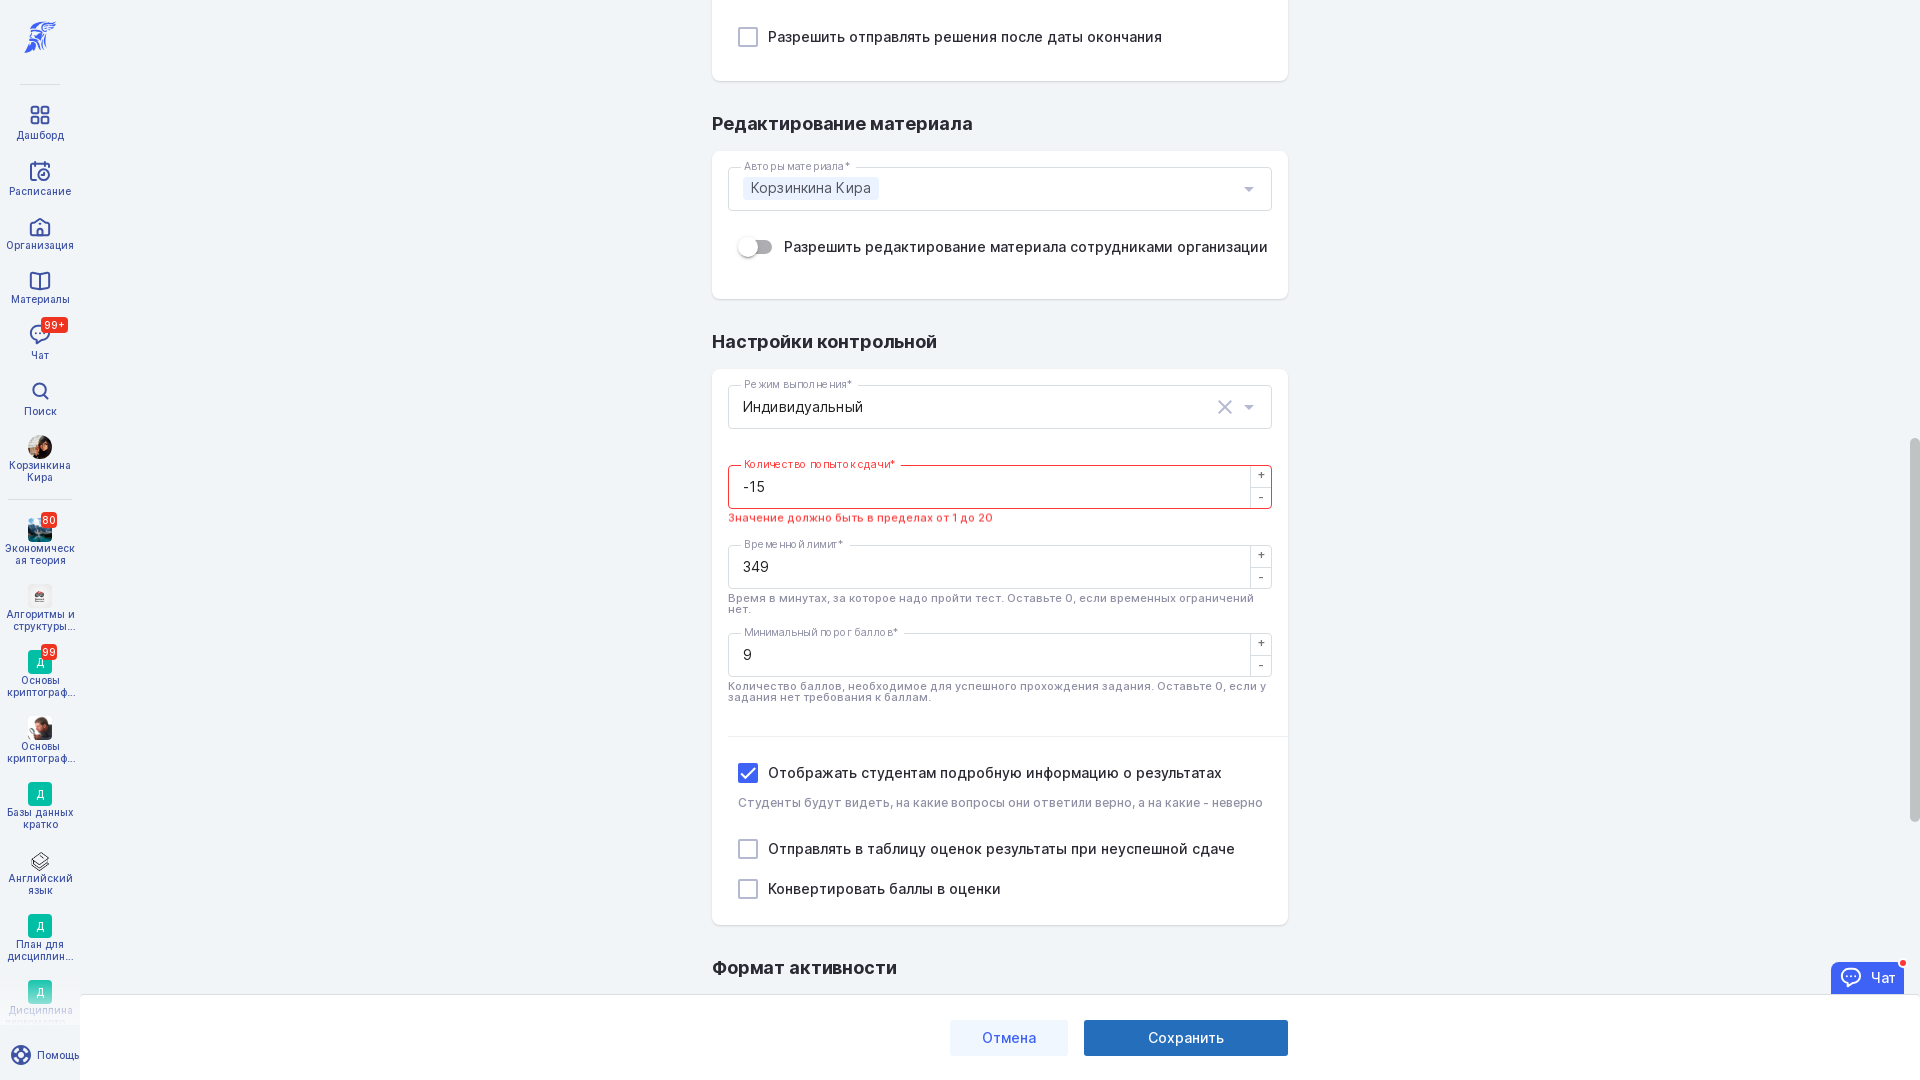 Разрешить отправлять решения после даты окончания
Дашборд
Расписание
Организация
Материалы
99+
Чат
Поиск
Корзинкина
Кира
80
Экономическ
ая теория
Алгоритмы и
структуры...
99
Д
Основы
криптограф...
Основы
криптограф...
Д
Базы данных
кратко
Английский
язык
Д
План для
дисциплин...
Д
Дисциплина
Помощь
Редактирование материала
Авторы материала*
Корзинкина Кира
Разрешить редактирование материала сотрудниками организации
Настройки контрольной
Режим выполнения*
Индивидуальный
Количество попыток сдачи*
-15
+
-
Значение должно быть в пределах от 1 до 20
Временной лимит*
349
+
-
Время в минутах, за которое надо пройти тест. Оставьте 0, если временных ограничений
нет.
Минимальный порог баллов*
9
+
-
Количество баллов, необходимое для успешного прохождения задания. Оставьте 0, если у
задания нет требования к баллам.
Отображать студентам подробную информацию о результатах
Студенты будут видеть, на какие вопросы они ответили верно, а на какие - неверно
Отправлять в таблицу оценок результаты при неуспешной сдаче
Конвертировать баллы в оценки
Формат активности
Чат
Отмена
Сохранить